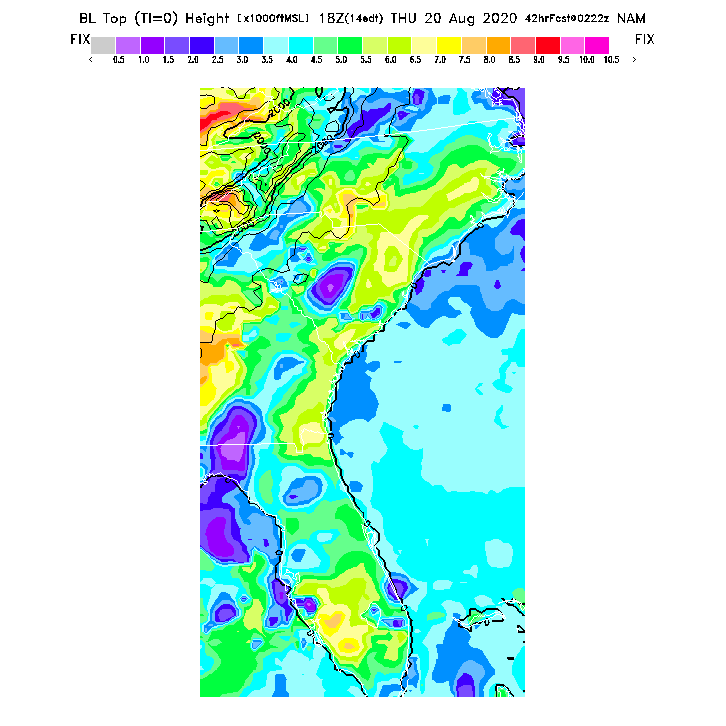 BL Top (TI=0) Height [x1000ftMSL] 18Z(14edt) THU 20 Aug 2020 42hrFcst@0222z NAM
FIX FIX
< 0.5 1.0 1.5 2.0 2.5 3.0 3.5 4.0 4.5 5.0 5.5 6.0 6.5 7.0 7.5 8.0 8.5 9.0 9.5 10.0 10.5 >
2000
2000